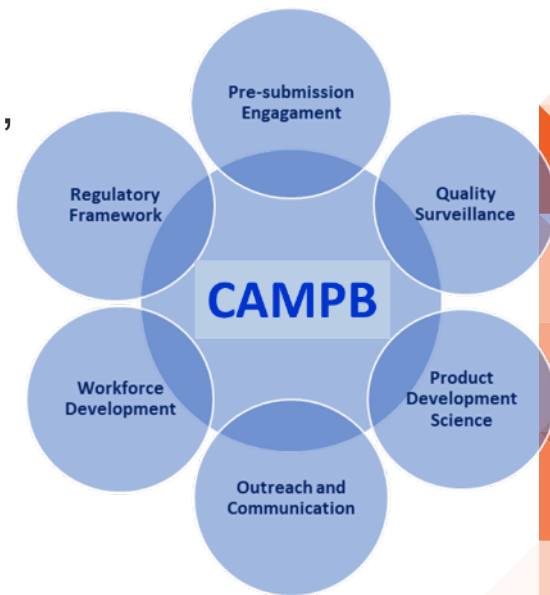 ,
Pre-submission
Engagament
Regulatory
Framework
Quality
Surveillance
CAMPB
Workforce
Development
Product
Development
Science
Outreach and
Communication